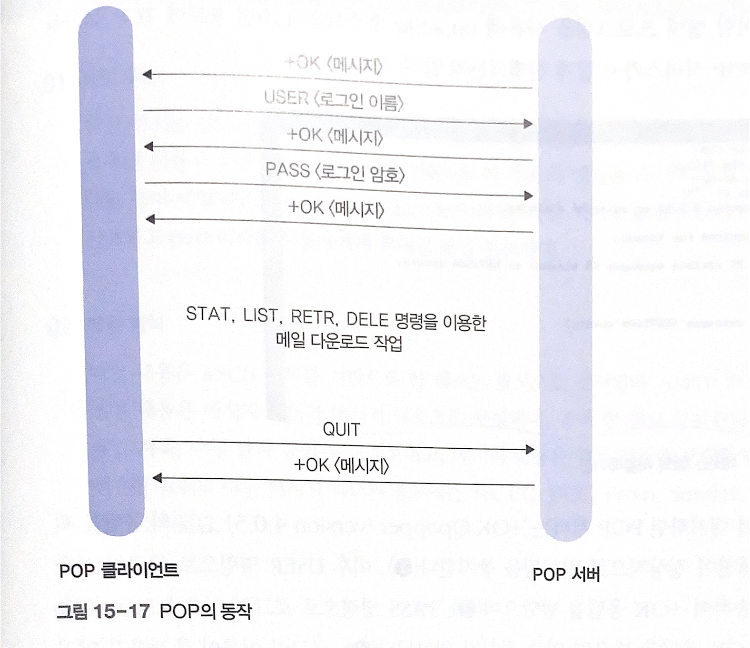 +OK 〈메시지〉
USER 〈로그인 이름〉
+OK 〈메시지〉
PASS 〈로그인 암호〉
+OK 〈메시지〉
STAT, LIST, RETR, DELE 명령을 이용한
메일 다운로드 작업
QUIT
+OK 〈메시지〉
POP 클라이언트
POP 서버
그림 15-17 POP의 동작